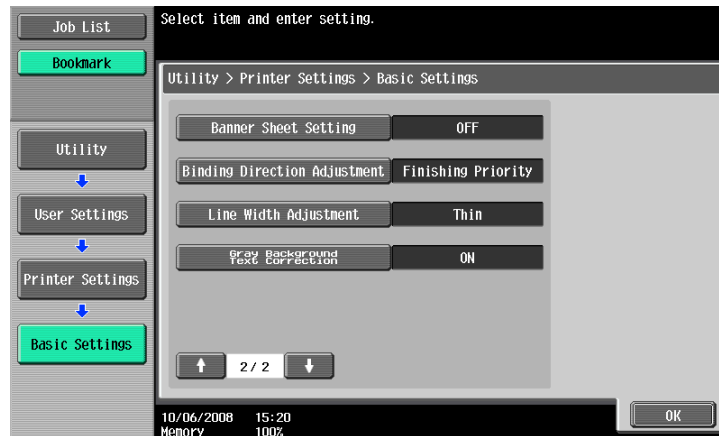 Job List
Bookmark
Select item and enter setting.
Utility > Printer Settings > Basic Settings
Utility
User Settings
Printer Settings
Basic Settings
Banner Sheet Setting OFF
Binding Direction Adjustment Finishing Priority
Line Width Adjustment Thin
Gray Background
Text Correction ON
2/ 2
OK
10/06/2008 15:20
Memory 100%